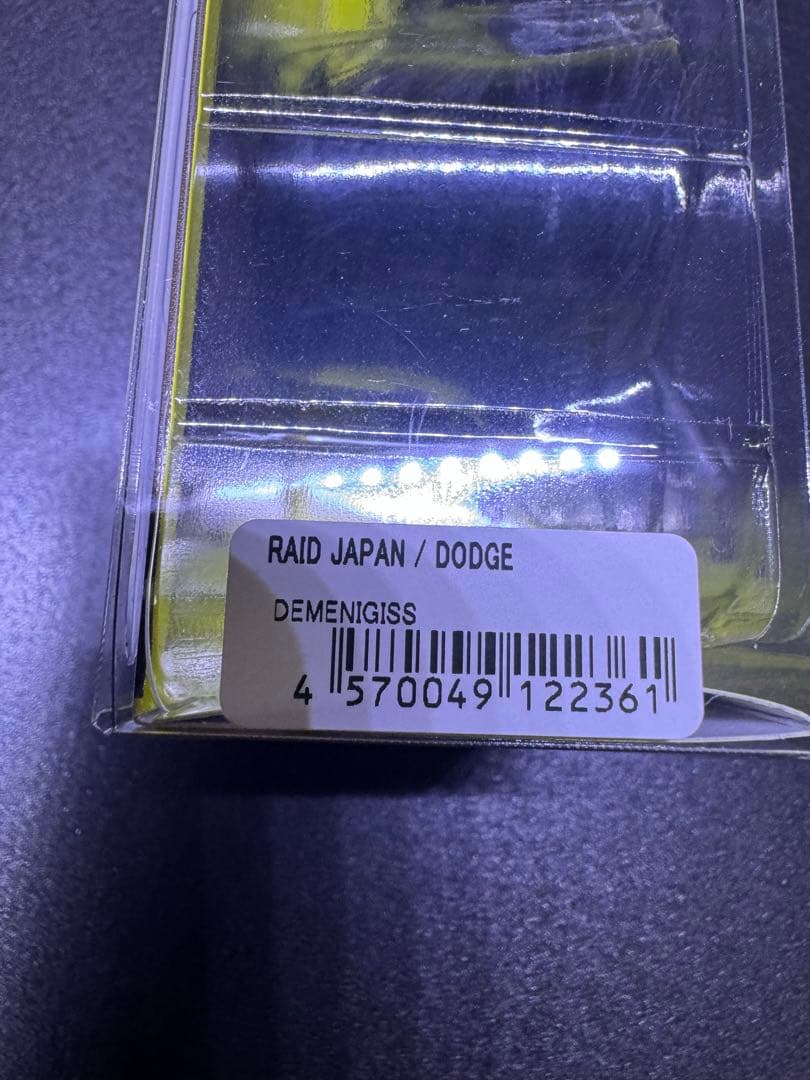 RAID JAPAN / DODGE
DEMENIGISS
4 570049 122361